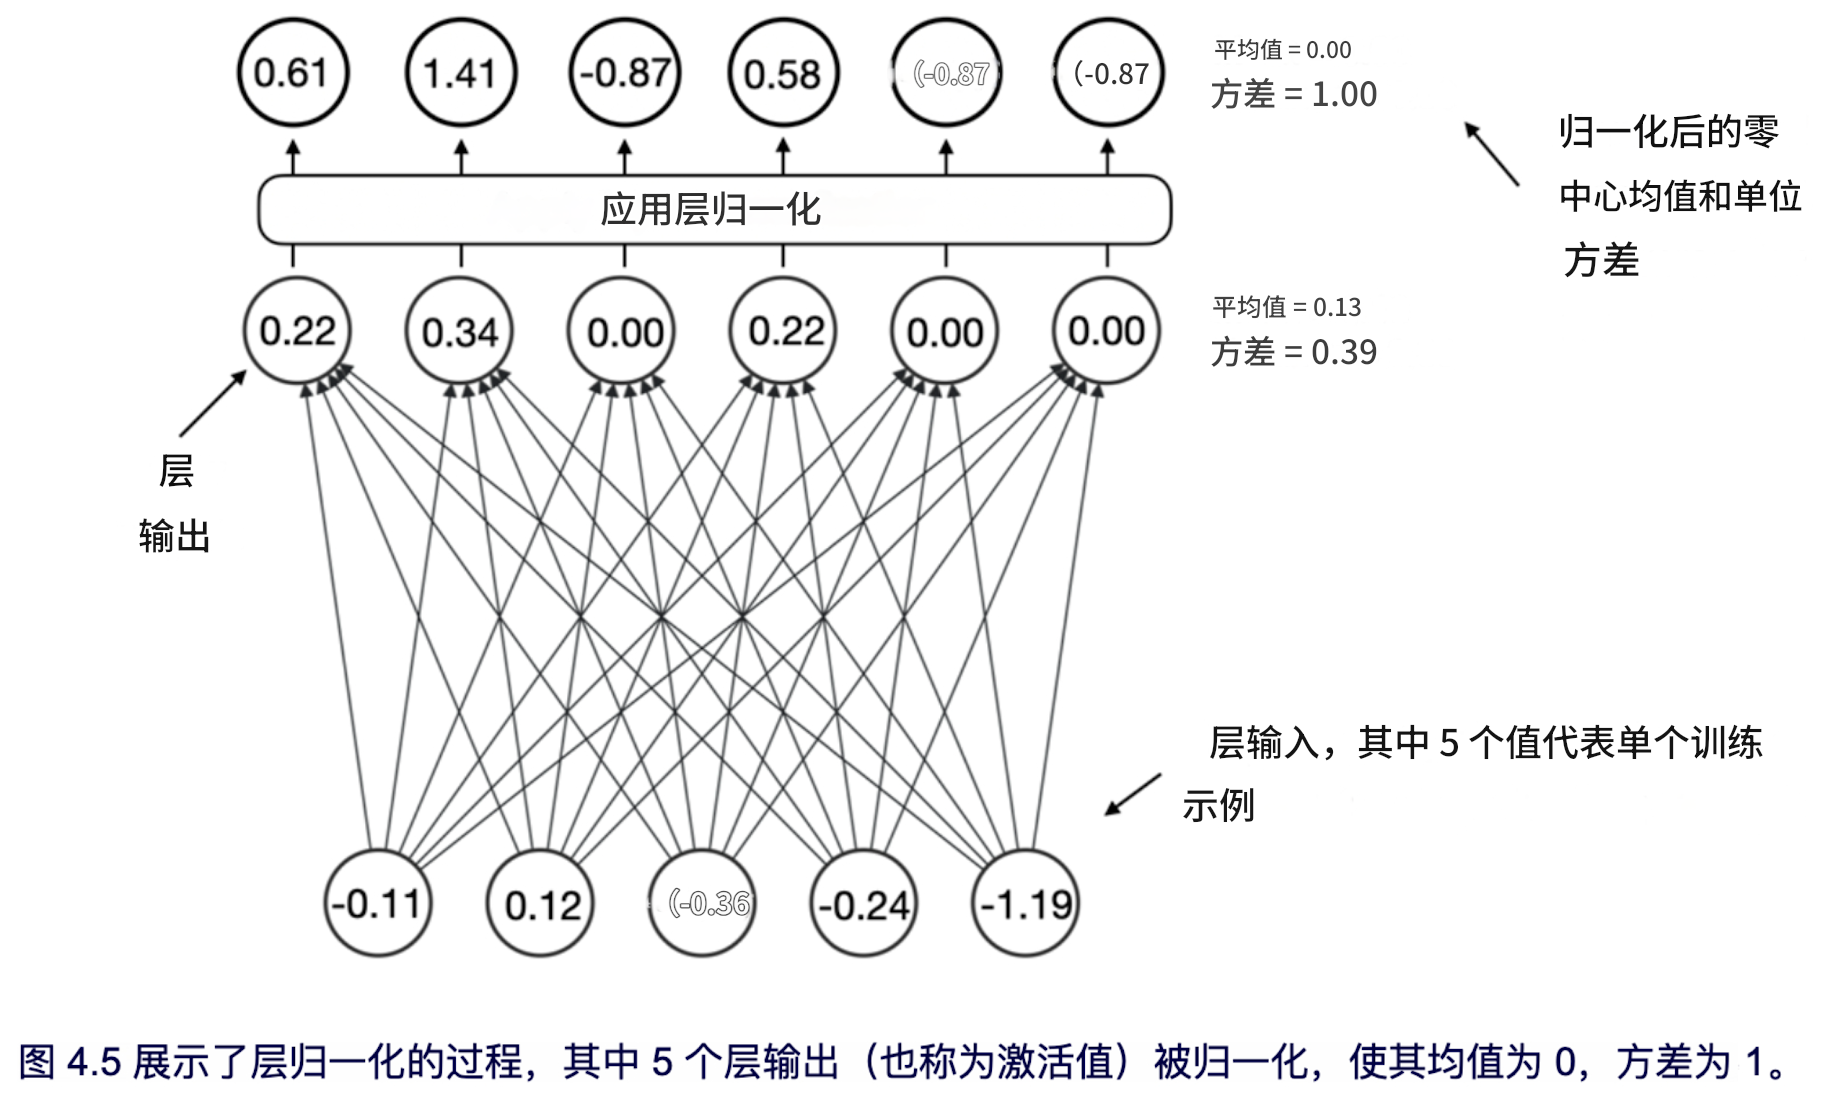 0.61 1.41 -0.87 0.58 (-0.87 (-0.87
平均值 = 0.00
方差 = 1.00
归一化后的零
中心均值和单位
方差
应用层归一化
0.22 0.34 0.00 0.22 0.00 0.00
平均值 = 0.13
方差 = 0.39
层
输出
层输入，其中 5 个值代表单个训练
示例
-0.11 0.12 (-0.36 -0.24 -1.19
图 4.5 展示了层归一化的过程，其中 5 个层输出（也称为激活值）被归一化，使其均值为 0，方差为 1。